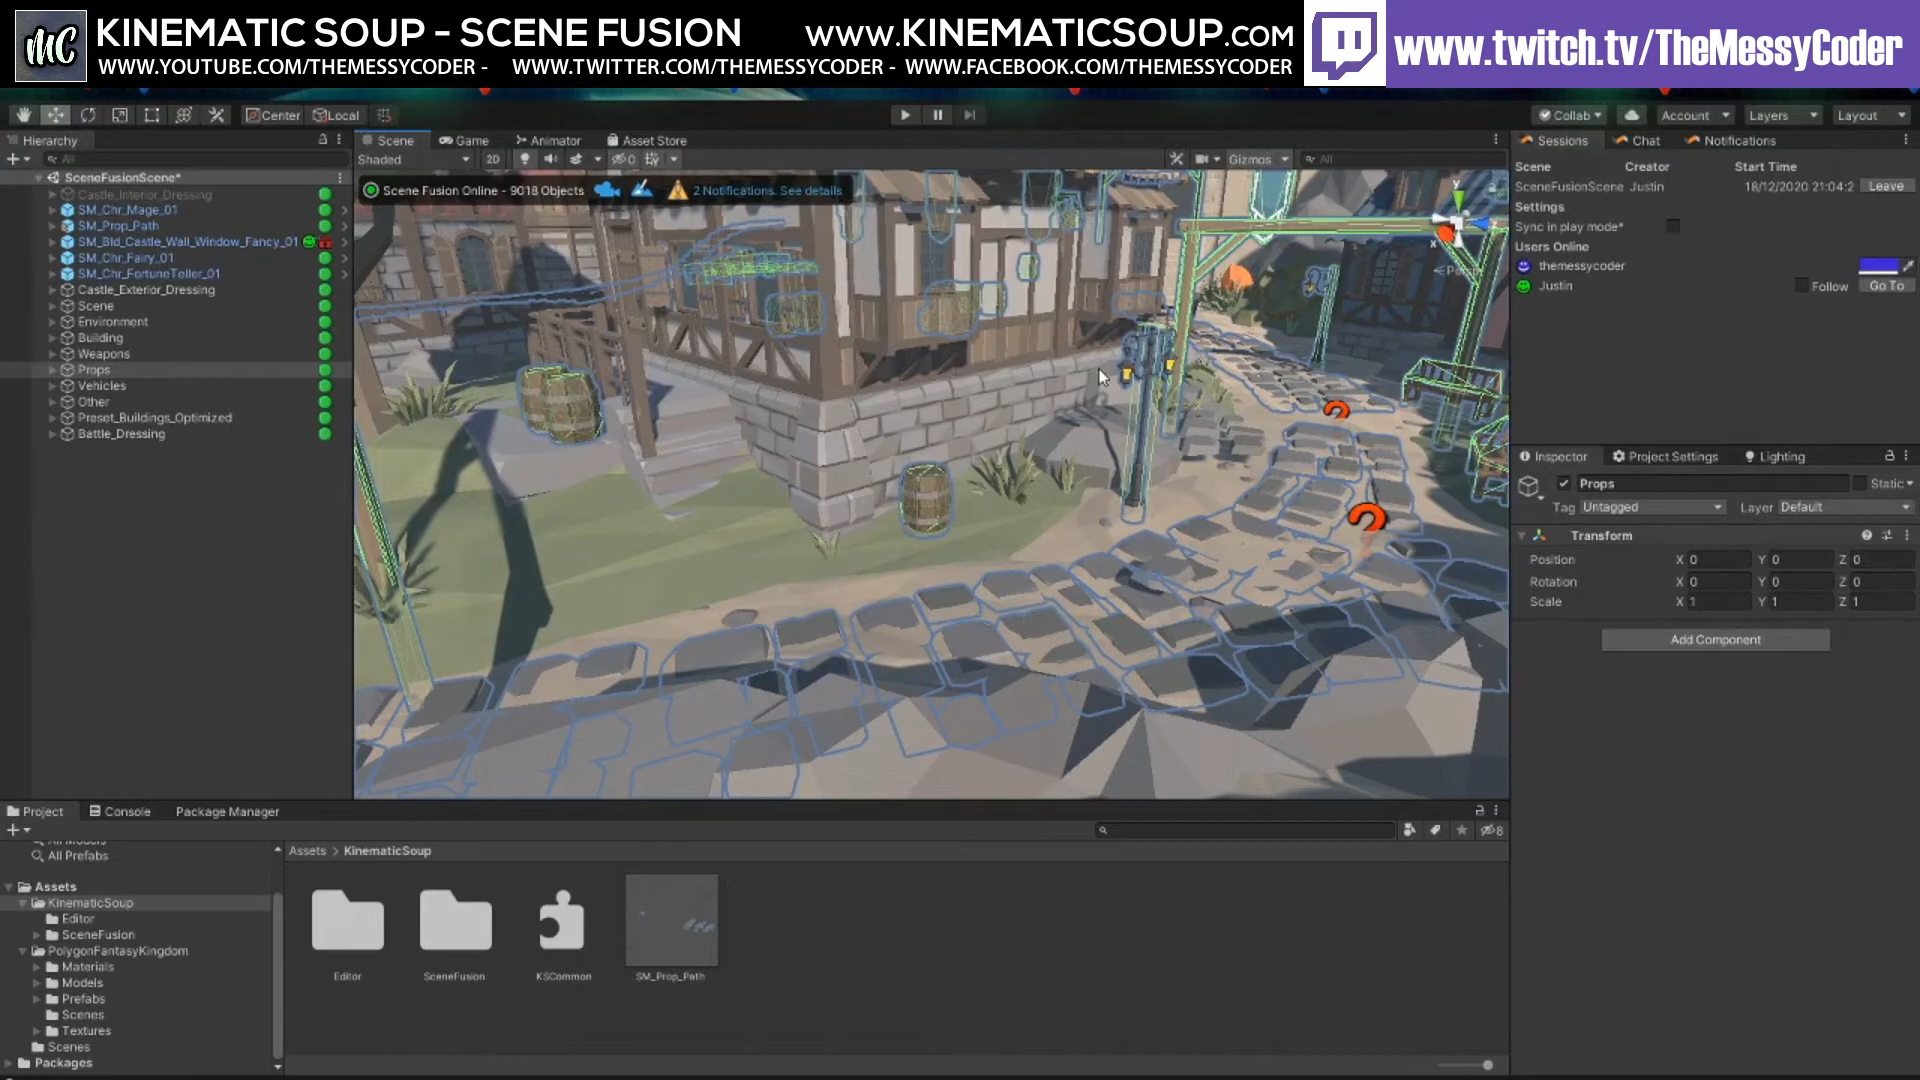 KINEMATIC SOUP - SCENE FUSION www.KINEMATICSOUP.com
MC
WWW.YOUTUBE.COM/THEMESSYCODER - WWW.TWITTER.COM/THEMESSYCODER - WWW.FACEBOOK.COM/THEMESSYCODER
www.twitch.tv/TheMessyCoder
Center Local
Collab Account Layers Layout
Hierarchy
All
SceneFusionScene*
Castle_Interior_Dressing
SM_Chr_Mage_01
SM_Prop_Path
SM_Bld_Castle_Wall_Window_Fancy_01
SM_Chr_Fairy_01
SM_Chr_FortuneTeller_01
Castle_Exterior_Dressing
Scene
Environment
Building
Weapons
Props
Vehicles
Other
Preset_Buildings_Optimized
Battle_Dressing
Scene Game Animator Asset Store
Shaded 2D 0 Gizmos All
Scene Fusion Online - 9018 Objects 2 Notifications. See details
y
x
Persp
Sessions Chat Notifications
Scene Creator Start Time
SceneFusionScene Justin 18/12/2020 21:04:2 Leave
Settings
Sync in play mode*
Users Online
themessycoder
Justin Follow Go To
Inspector Project Settings Lighting
Props Static
Tag Untagged Layer Default
Transform
Position X 0 Y 0 Z 0
Rotation X 0 Y 0 Z 0
Scale X 1 Y 1 Z 1
Add Component
Project Console Package Manager
8
All Models
All Prefabs
Assets
KinematicSoup
Editor
SceneFusion
PolygonFantasyKingdom
Materials
Models
Prefabs
Scenes
Textures
Scenes
Packages
Assets > KinematicSoup
Editor SceneFusion KSCommon SM_Prop_Path